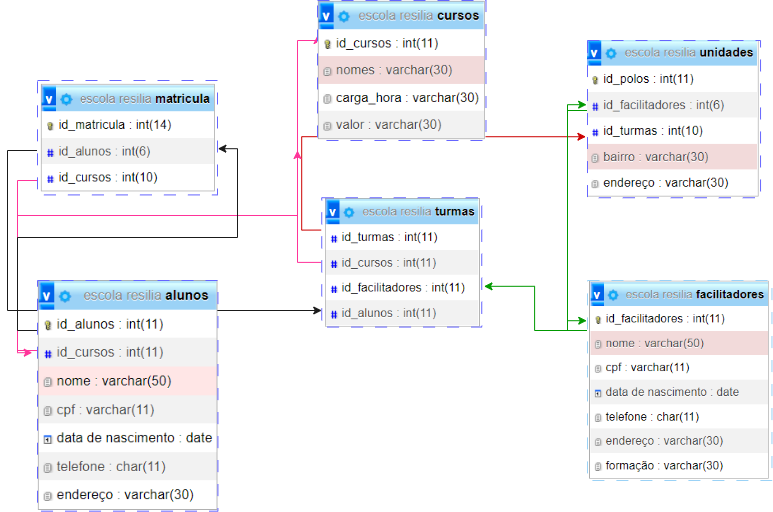 escola resilia cursos
id_cursos : int(11)
nomes : varchar(30)
carga_hora : varchar(30)
valor : varchar(30)
escola resilia unidades
id_polos : int(11)
id_facilitadores : int(6)
id_turmas : int(10)
bairro : varchar(30)
endereço : varchar(30)
escola resilia matricula
id_matricula : int(14)
id_alunos : int(6)
id_cursos : int(10)
escola resilia turmas
id_turmas : int(11)
id_cursos : int(11)
id_facilitadores : int(11)
id_alunos : int(11)
escola resilia alunos
id_alunos : int(11)
id_cursos : int(11)
nome : varchar(50)
cpf : varchar(11)
data de nascimento : date
telefone : char(11)
endereço : varchar(30)
escola resilia facilitadores
id_facilitadores : int(11)
nome : varchar(50)
cpf : varchar(11)
data de nascimento : date
telefone : char(11)
endereço : varchar(30)
formação : varchar(30)